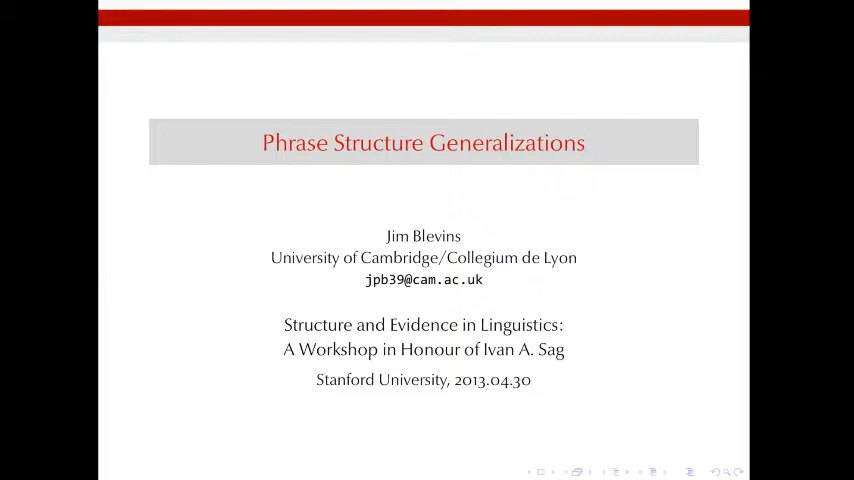 Phrase Structure Generalizations
Jim Blevins
University of Cambridge/Collegium de Lyon
jpb39@cam.ac.uk
Structure and Evidence in Linguistics:
A Workshop in Honour of Ivan A. Sag
Stanford University, 2013.04.30